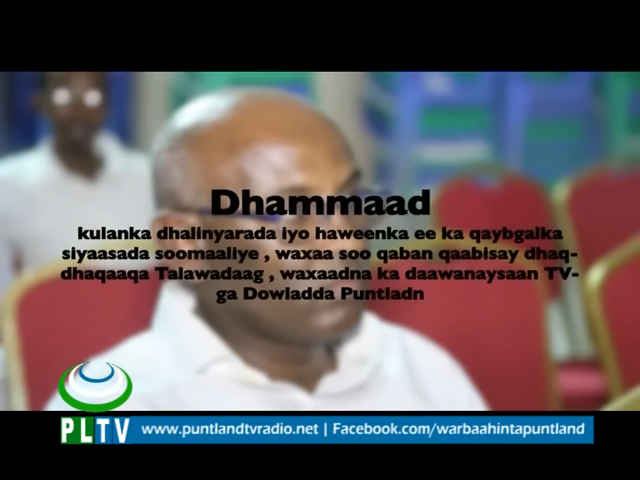 Dhammaad
kulanka dhalinyarada iyo haweenka ee ka qaybgalka
siyaasada soomaaliye , waxaa soo qaban qaabisay dhaq-
dhaqaaqa Talawadaag , waxaadna ka daawanaysaan TV-
ga Dowladda Puntladn
PLTV www.puntlandtvradio.net | Facebook.com/warbaahintapuntland